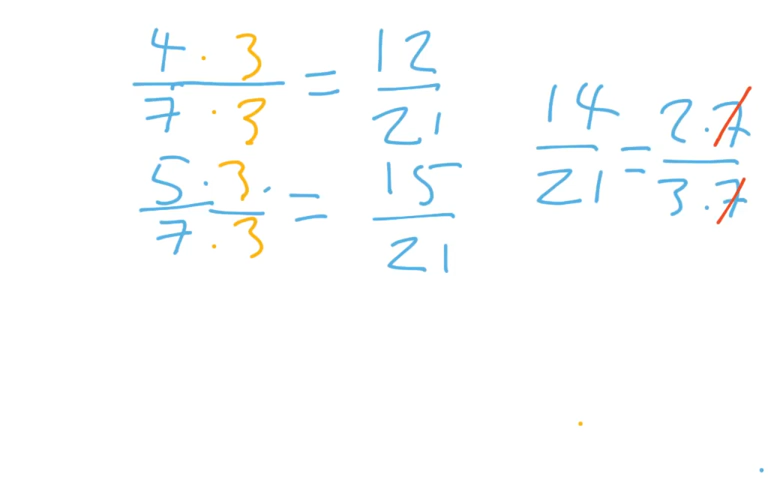 4 · 3 / 7 · 3 = 12 / 21
5 · 3 / 7 · 3 = 15 / 21
14 / 21 = 2 · 7 / 3 · 7